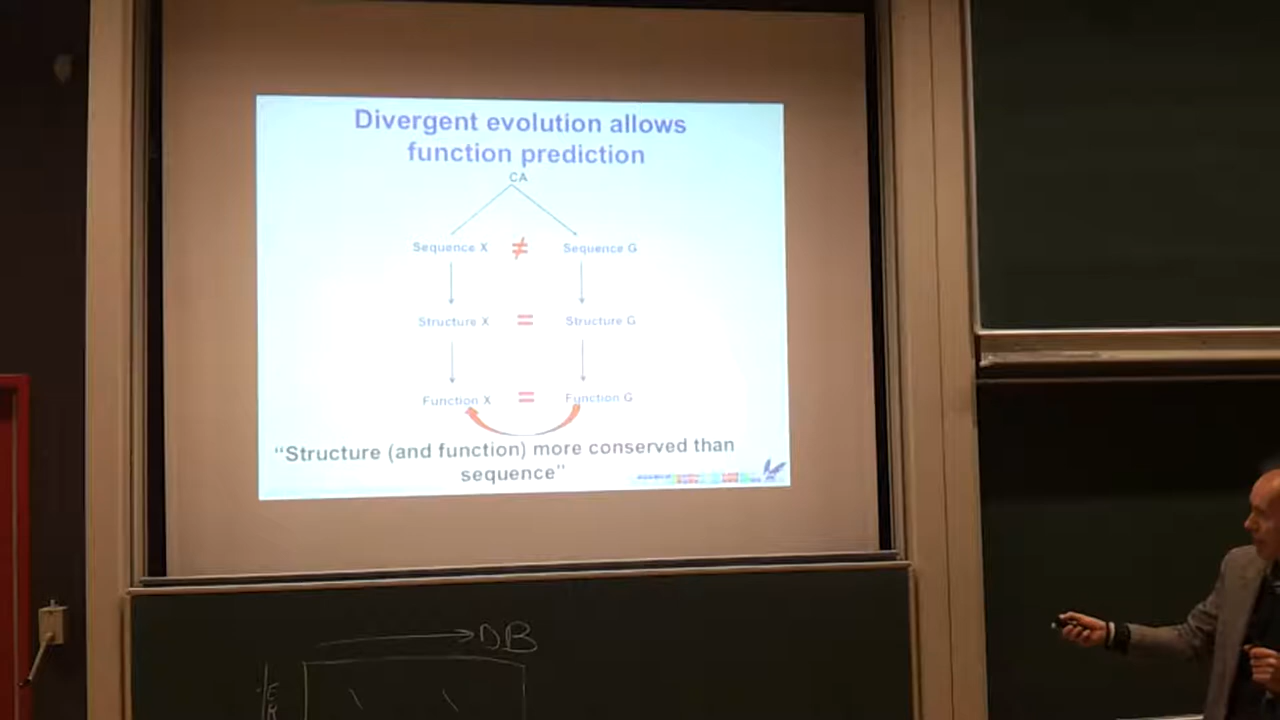 Divergent evolution allows
function prediction
CA
Sequence X ≠ Sequence G
Structure X = Structure G
Function X = Function G
“Structure (and function) more conserved than
sequence”
DB